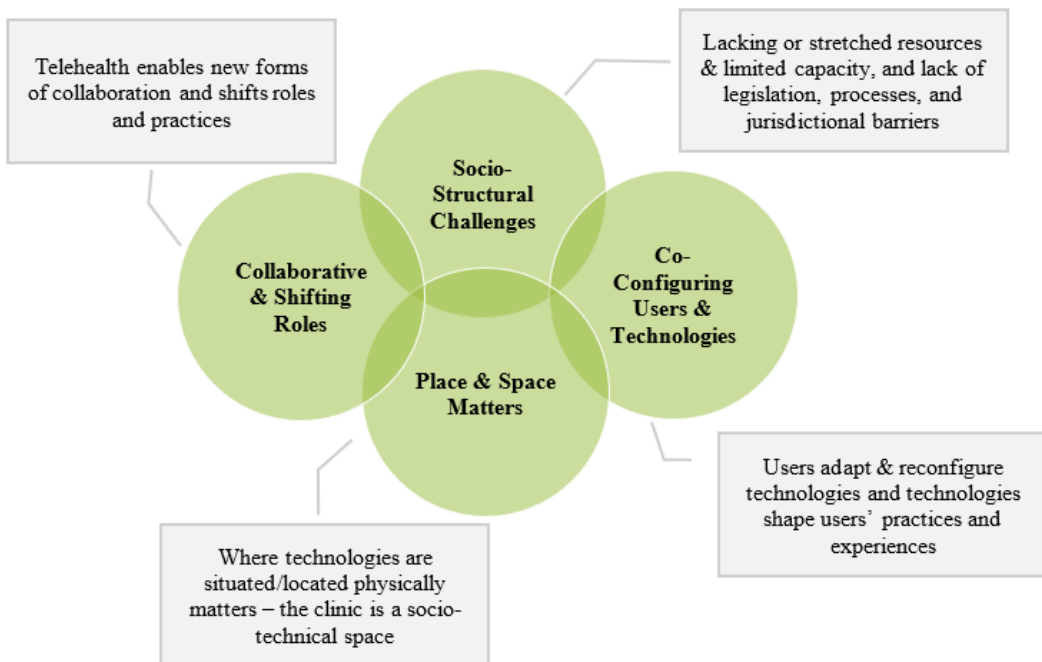 Telehealth enables new forms
of collaboration and shifts roles
and practices
Lacking or stretched resources
& limited capacity, and lack of
legislation, processes, and
jurisdictional barriers
Socio-
Structural
Challenges
Collaborative
& Shifting
Roles
Co-
Configuring
Users &
Technologies
Place & Space
Matters
Users adapt & reconfigure
technologies and technologies
shape users’ practices and
experiences
Where technologies are
situated/located physically
matters – the clinic is a socio-
technical space